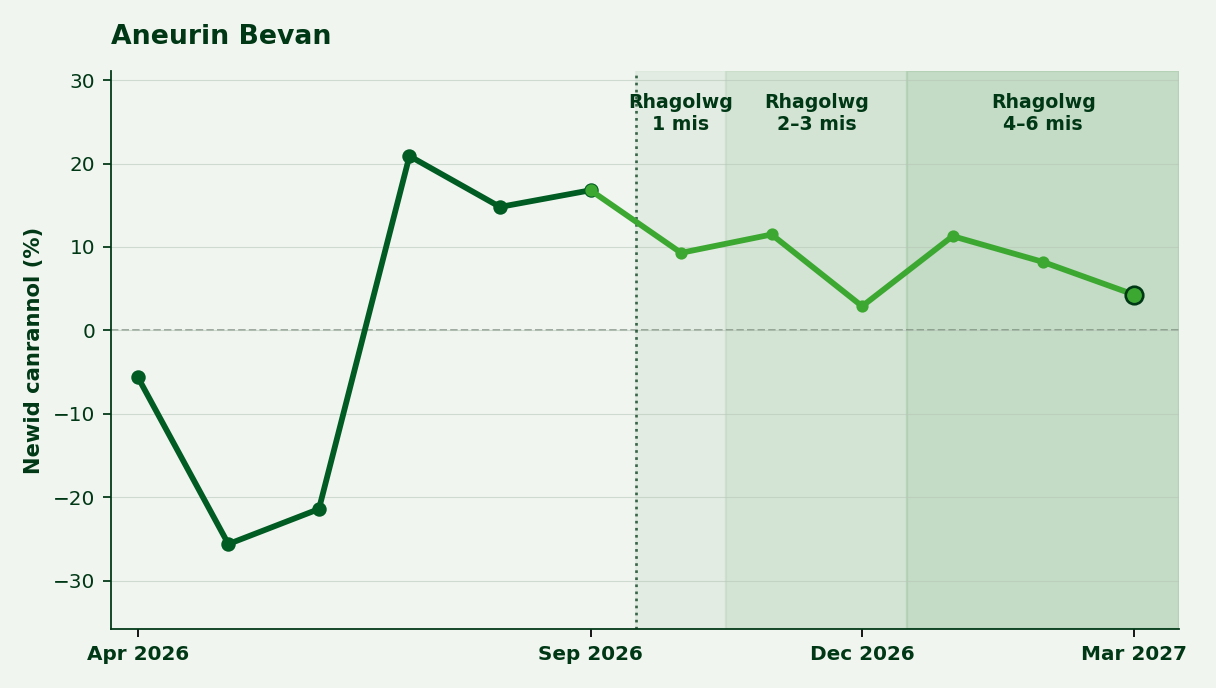 Aneurin Bevan
Newid canrannol (%)
30
20
10
0
−10
−20
−30
Rhagolwg
1 mis
Rhagolwg
2–3 mis
Rhagolwg
4–6 mis
Apr 2026
Sep 2026
Dec 2026
Mar 2027